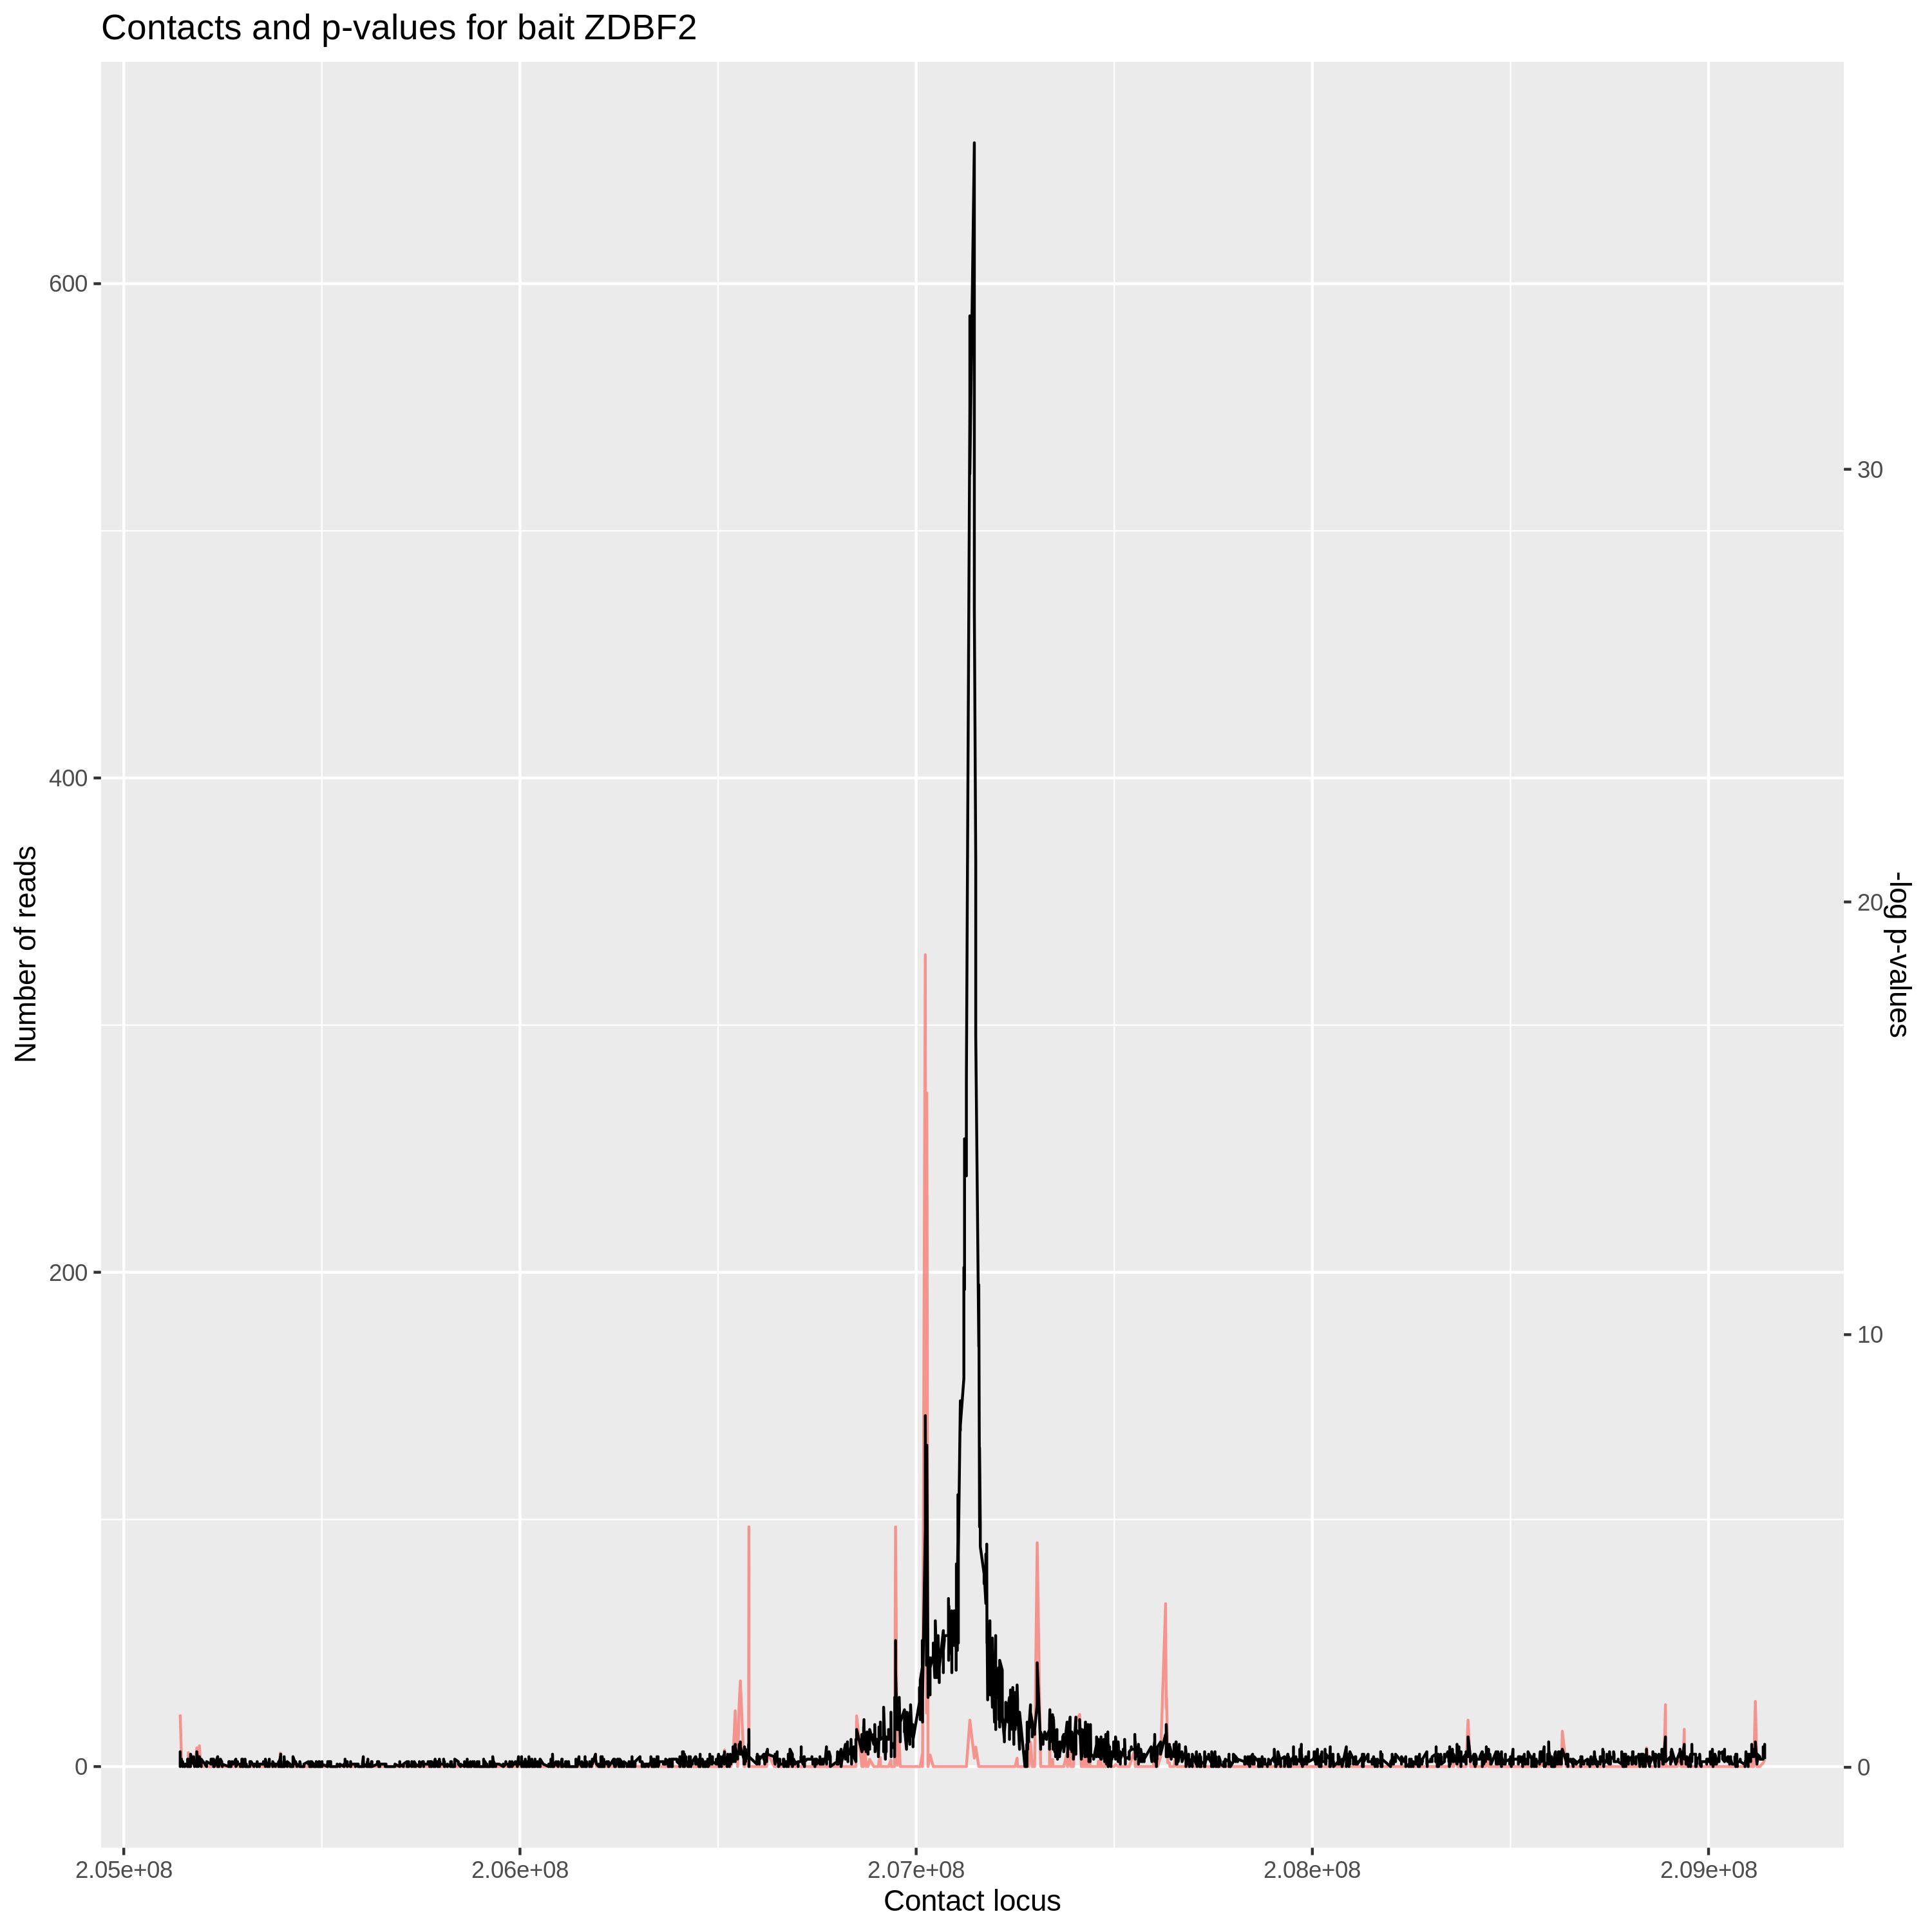 Contacts and p-values for bait ZDBF2
600
400
200
0
Number of reads
30
20
10
0
-log p-values
2.05e+08
2.06e+08
2.07e+08
2.08e+08
2.09e+08
Contact locus